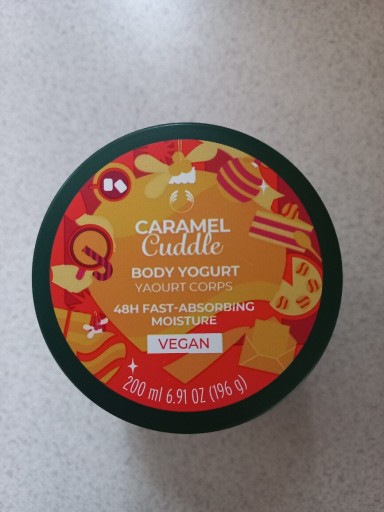 CARAMEL
Cuddle
BODY YOGURT
YAOURT CORPS
48H FAST-ABSORBING
MOISTURE
VEGAN
200 ml 6.91 OZ (196 g)